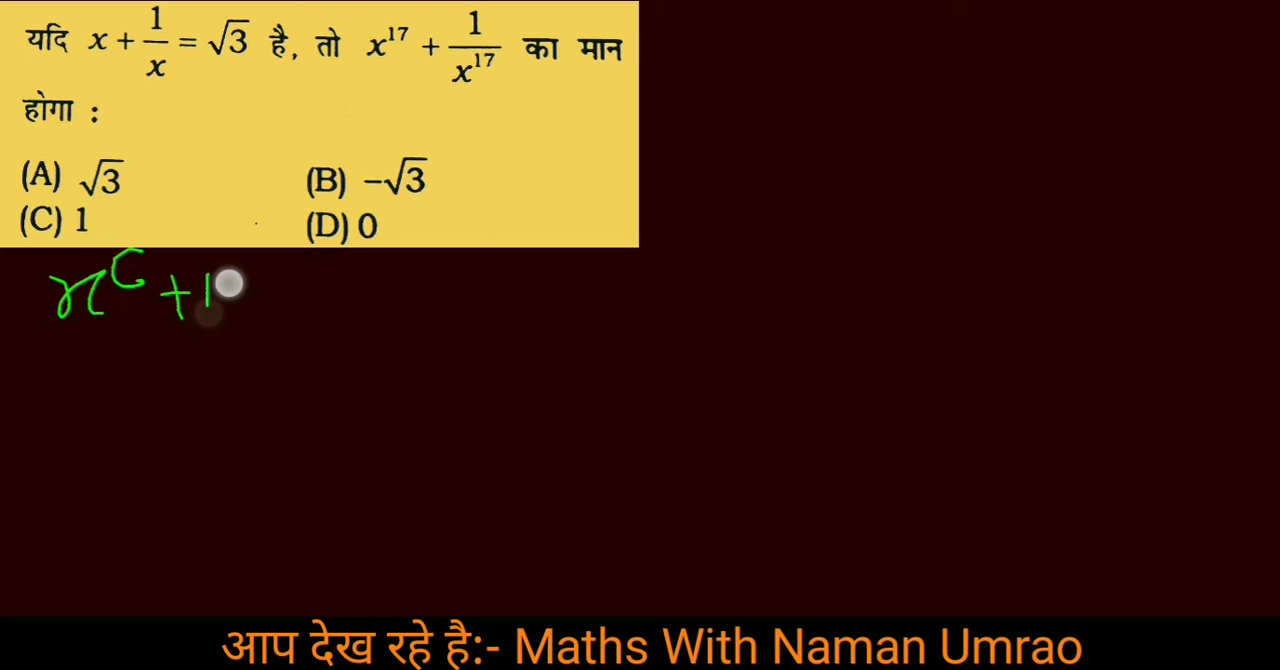 यदि x + 1/x = √3 है, तो x^17 + 1/x^17 का मान
होगा :
(A) √3 (B) −√3
(C) 1 (D) 0
x^6 + 1
आप देख रहे है:- Maths With Naman Umrao